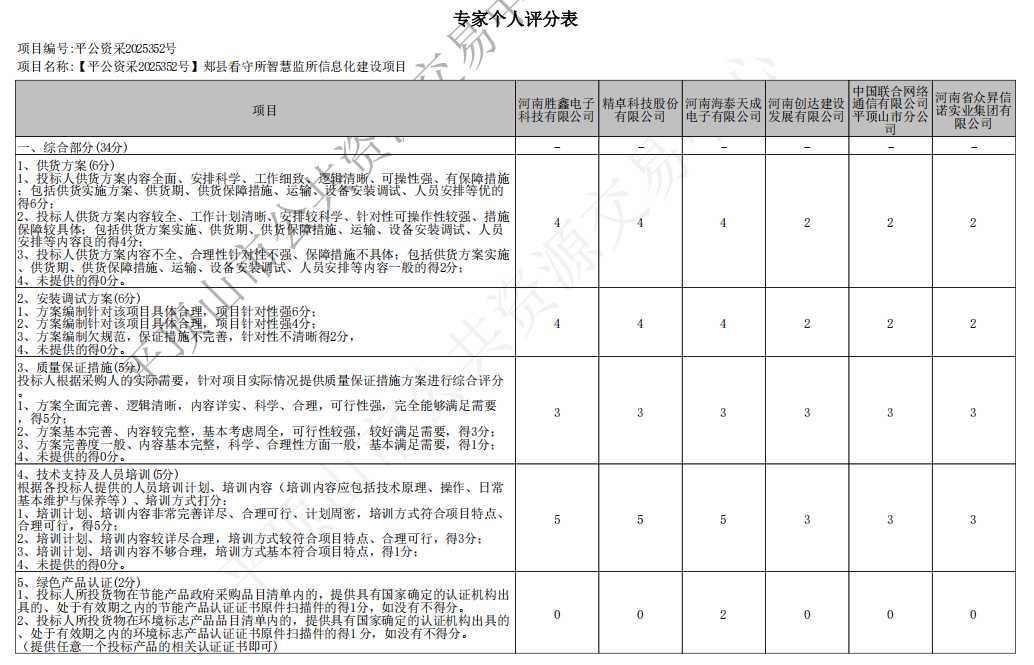 专家个人评分表
项目编号:平公资采2025352号
项目名称:【平公资采2025352号】郏县看守所智慧监所信息化建设项目
项目
河南胜鑫电子
科技有限公司
精卓科技股份
有限公司
河南海泰天成
电子有限公司
河南创达建设
发展有限公司
中国联合网络
通信有限公司
平顶山市分公
司
河南省众昇信
诺实业集团有
限公司
一、综合部分(34分) - - - - - -
1、供货方案(6分)
1、投标人供货方案内容全面、安排科学、工作细致、逻辑清晰、可操性强、有保障措施
;包括供货实施方案、供货期、供货保障措施、运输、设备安装调试、人员安排等优的
得6分;
2、投标人供货方案内容较全、工作计划清晰、安排较科学、针对性可操作性较强、措施
保障较具体;包括供货方案实施、供货期、供货保障措施、运输、设备安装调试、人员
安排等内容良的得4分;
3、投标人供货方案内容不全、合理性针对性不强、保障措施不具体;包括供货方案实施
、供货期、供货保障措施、运输、设备安装调试、人员安排等内容一般的得2分;
4、未提供的得0分。
4 4 4 2 2 2
2、安装调试方案(6分)
1、方案编制针对该项目具体合理,项目针对性强6分;
2、方案编制针对该项目具体合理,项目针对性强4分;
3、方案编制欠规范,保证措施不完善,针对性不清晰得2分,
4、未提供的得0分。
4 4 4 2 2 2
3、质量保证措施(5分)
投标人根据采购人的实际需要,针对项目实际情况提供质量保证措施方案进行综合评分
。
1、方案全面完善、逻辑清晰,内容详实、科学、合理,可行性强,完全能够满足需要
,得5分;
2、方案基本完善、内容较完整,基本考虑周全,可行性较强,较好满足需要,得3分;
3、方案完善度一般、内容基本完整,科学、合理性方面一般,基本满足需要,得1分;
4、未提供的得0分。
3 3 3 3 3 3
4、技术支持及人员培训(5分)
根据各投标人提供的人员培训计划、培训内容(培训内容应包括技术原理、操作、日常
基本维护与保养等)、培训方式打分;
1、培训计划、培训内容非常完善详尽、合理可行、计划周密,培训方式符合项目特点、
合理可行,得5分;
2、培训计划、培训内容较详尽合理,培训方式较符合项目特点、合理可行,得3分;
3、培训计划、培训内容不够合理,培训方式基本符合项目特点,得1分;
4、未提供的得0分。
5 5 5 3 3 3
5、绿色产品认证(2分)
1、投标人所投货物在节能产品政府采购品目清单内的,提供具有国家确定的认证机构出
具的、处于有效期之内的节能产品认证证书原件扫描件的得1分,如没有不得分。
2、投标人所投货物在环境标志产品品目清单内的,提供具有国家确定的认证机构出具的
、处于有效期之内的环境标志产品认证证书原件扫描件的得1分,如没有不得分。
(提供任意一个投标产品的相关认证证书即可)
0 0 2 0 0 0
平顶山市公共资源交易中
平顶山市公共资源交易中心